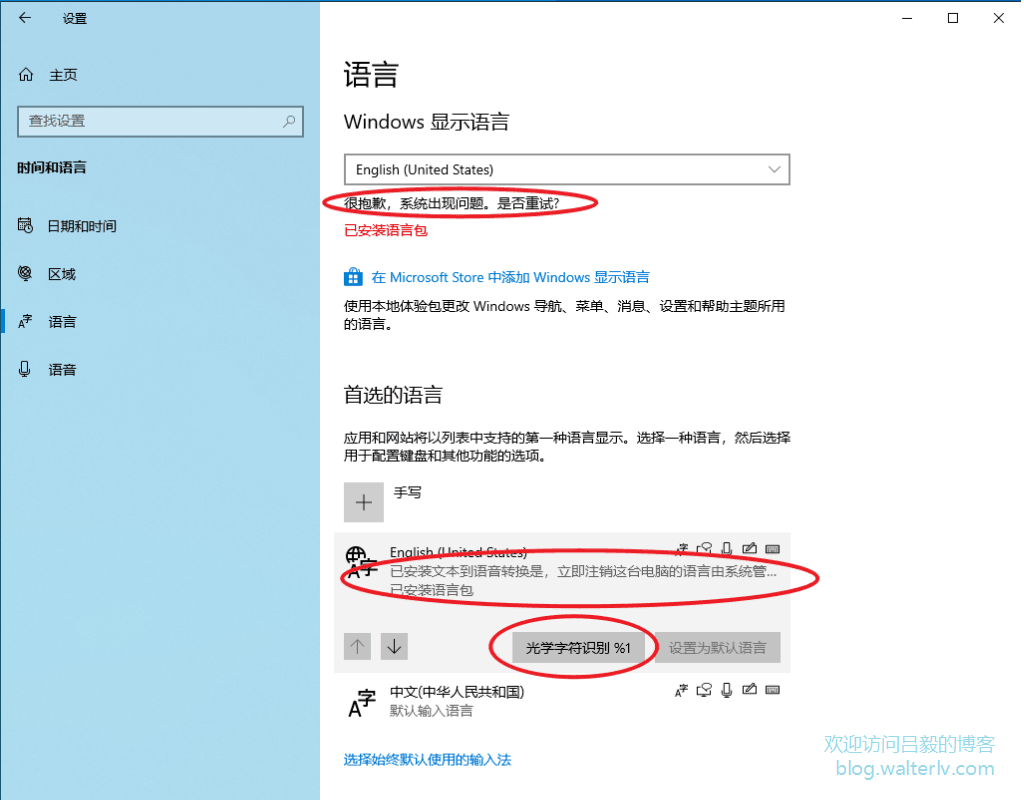 设置
主页
查找设置
时间和语言
日期和时间
区域
语言
语音
语言
Windows 显示语言
English (United States)
很抱歉，系统出现问题。是否重试?
已安装语言包
在 Microsoft Store 中添加 Windows 显示语言
使用本地体验包更改 Windows 导航、菜单、消息、设置和帮助主题所用
的语言。
首选的语言
应用和网站将以列表中支持的第一种语言显示。选择一种语言，然后选择
用于配置键盘和其他功能的选项。
手写
English (United States)
已安装文本到语音转换是，立即注销这台电脑的语言由系统管...
已安装语言包
光学字符识别 %1
设置为默认语言
中文(中华人民共和国)
默认输入语言
选择始终默认使用的输入法
欢迎访问吕毅的博客
blog.walterlv.com